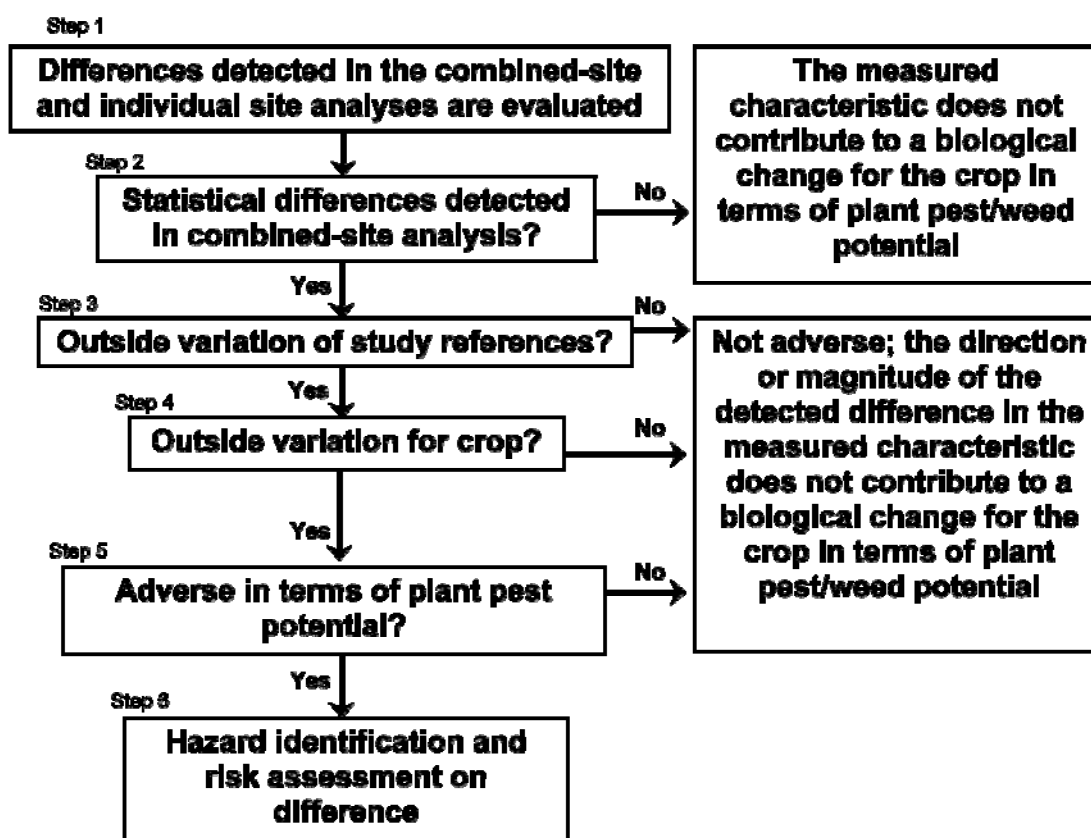 Step 1
Differences detected in the combined-site
and individual site analyses are evaluated
The measured
characteristic does not
contribute to a biological
change for the crop in
terms of plant pest/weed
potential
Step 2
Statistical differences detected
in combined-site analysis?
No
Yes
Step 3
Outside variation of study references?
No
Not adverse; the direction
or magnitude of the
detected difference in the
measured characteristic
does not contribute to a
biological change for the
crop in terms of plant
pest/weed potential
Yes
Step 4
Outside variation for crop?
No
Yes
Step 5
Adverse in terms of plant pest
potential?
No
Yes
Step 6
Hazard identification and
risk assessment on
difference